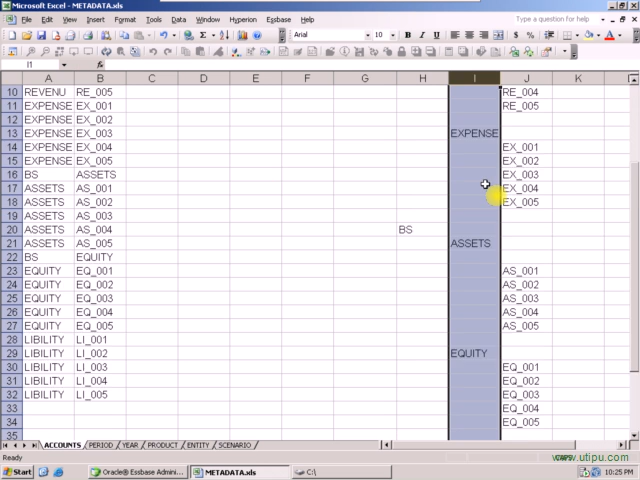 Microsoft Excel - METADATA.xls
File Edit View Insert Format Tools Data Window Hyperion Essbase Help
Type a question for help
Arial 10 B I U $ %
I1 fx
A B C D E F G H I J K
10 REVENU RE_005 RE_004
11 EXPENSE EX_001 RE_005
12 EXPENSE EX_002
13 EXPENSE EX_003 EXPENSE
14 EXPENSE EX_004 EX_001
15 EXPENSE EX_005 EX_002
16 BS ASSETS EX_003
17 ASSETS AS_001 EX_004
18 ASSETS AS_002 EX_005
19 ASSETS AS_003
20 ASSETS AS_004 BS
21 ASSETS AS_005 ASSETS
22 BS EQUITY
23 EQUITY EQ_001 AS_001
24 EQUITY EQ_002 AS_002
25 EQUITY EQ_003 AS_003
26 EQUITY EQ_004 AS_004
27 EQUITY EQ_005 AS_005
28 LIBILITY LI_001
29 LIBILITY LI_002 EQUITY
30 LIBILITY LI_003 EQ_001
31 LIBILITY LI_004 EQ_002
32 LIBILITY LI_005 EQ_003
33 EQ_004
34 EQ_005
35
ACCOUNTS PERIOD YEAR PRODUCT ENTITY SCENARIO
Ready
www.utipu.com
Start Oracle® Essbase Admini... METADATA.xls C:\ 10:25 PM